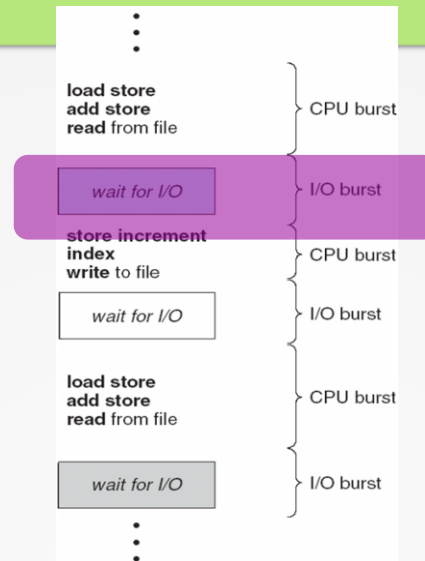 load store
add store
read from file
CPU burst
wait for I/O
I/O burst
store increment
index
write to file
CPU burst
wait for I/O
I/O burst
load store
add store
read from file
CPU burst
wait for I/O
I/O burst